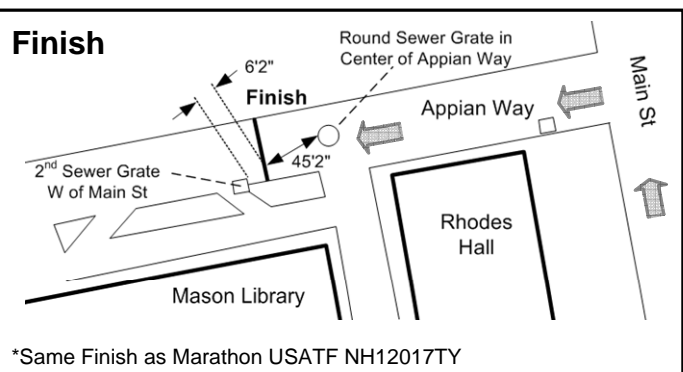 Finish
6'2"
Round Sewer Grate in
Center of Appian Way
Finish
Main St
Appian Way
45'2"
2nd Sewer Grate
W of Main St
Rhodes
Hall
Mason Library
*Same Finish as Marathon USATF NH12017TY